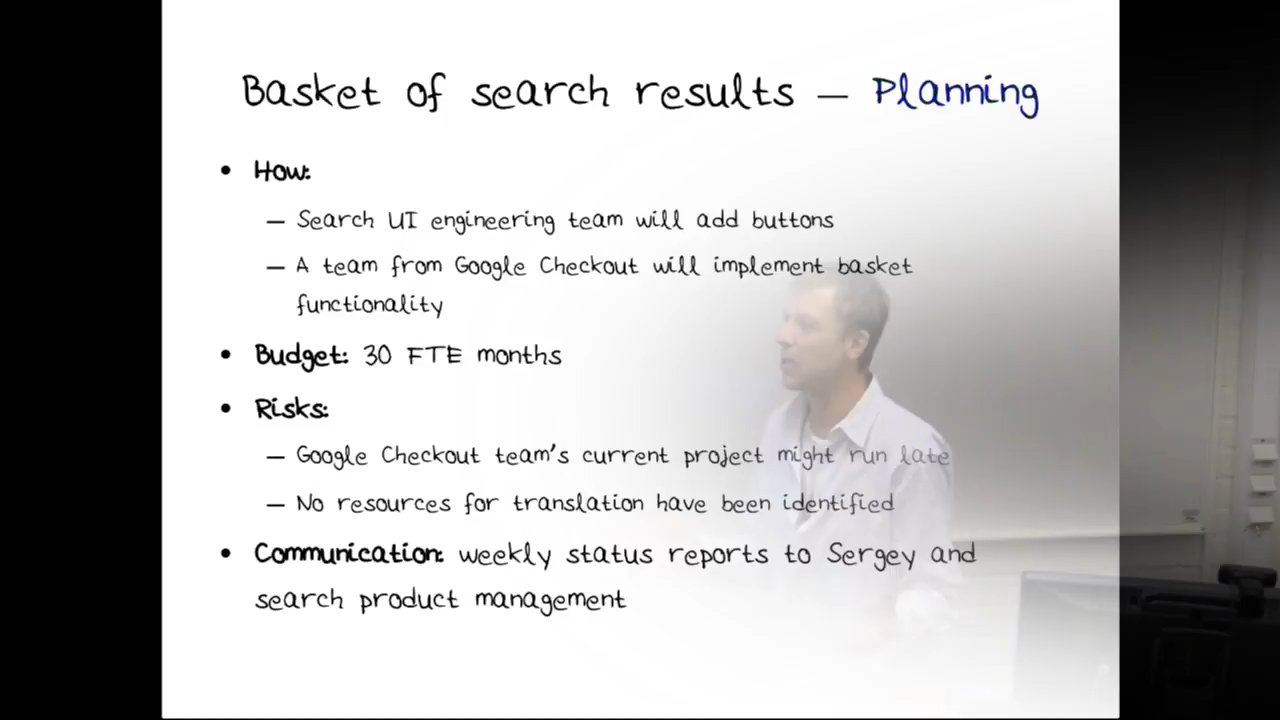 Basket of search results — Planning
• How:
— Search UI engineering team will add buttons
— A team from Google Checkout will implement basket
functionality
• Budget: 30 FTE months
• Risks:
— Google Checkout team's current project might run late
— No resources for translation have been identified
• Communication: weekly status reports to Sergey and
search product management